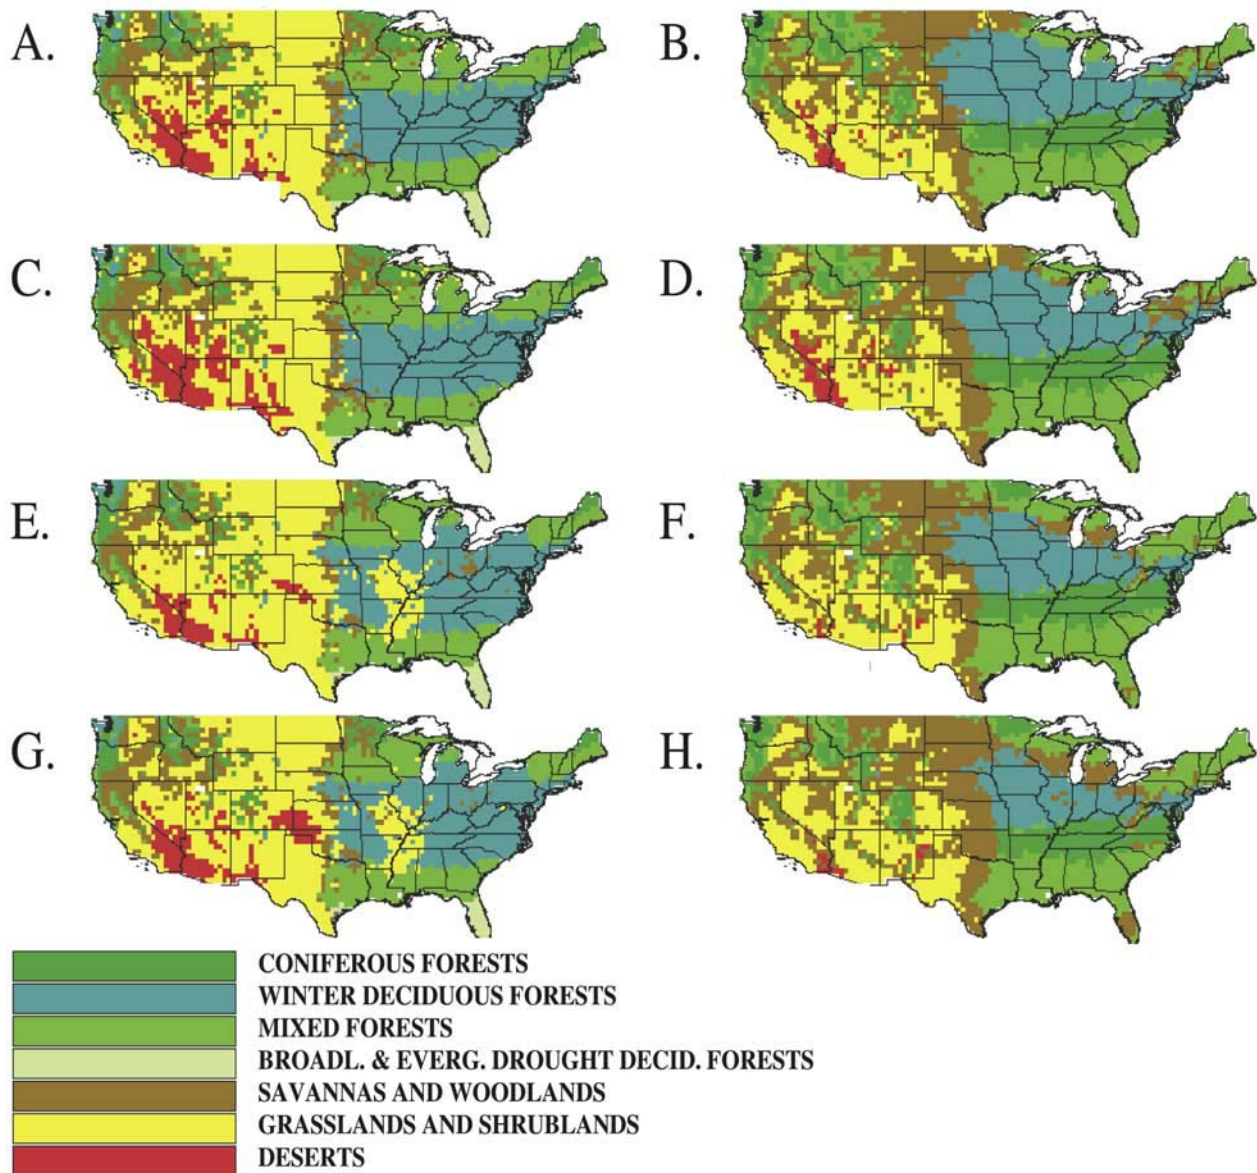 A.
B.
C.
D.
E.
F.
G.
H.
CONIFEROUS FORESTS
WINTER DECIDUOUS FORESTS
MIXED FORESTS
BROADL. & EVERG. DROUGHT DECID. FORESTS
SAVANNAS AND WOODLANDS
GRASSLANDS AND SHRUBLANDS
DESERTS